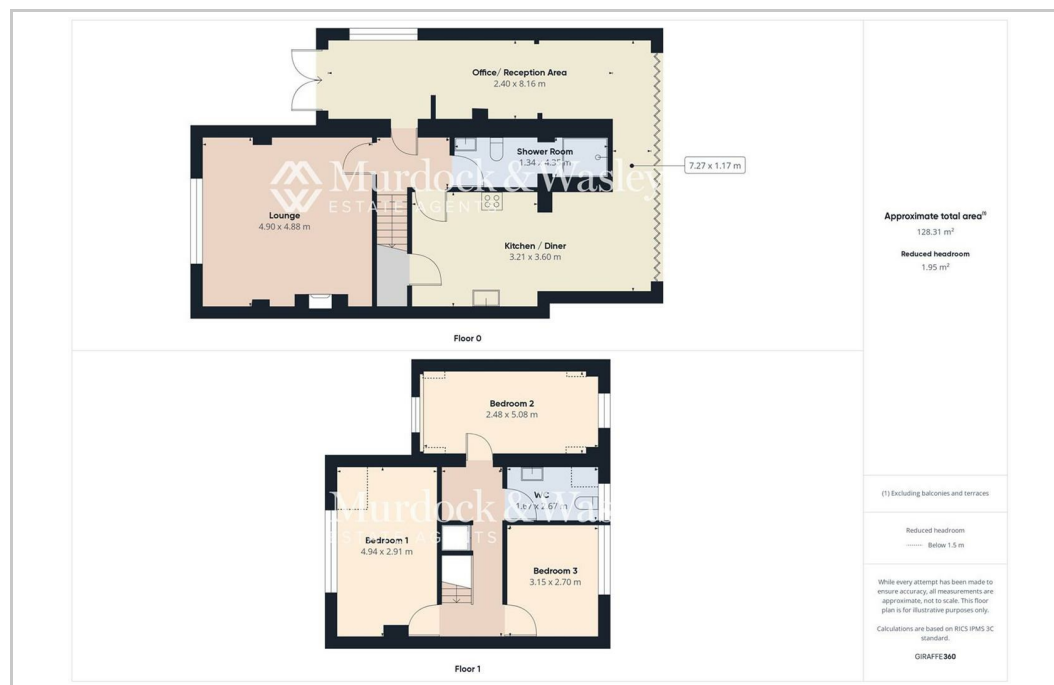 Office/ Reception Area
2.40 x 8.16 m
Shower Room
7.27 x 1.17 m
Murdock & Wasley
ESTATE AGENTS
Lounge
4.90 x 4.88 m
Kitchen / Diner
3.21 x 3.60 m
Floor 0
Approximate total area(1)
128.31 m²
Reduced headroom
1.95 m²
Bedroom 2
2.48 x 5.08 m
WC
1.67 x 2.67 m
Murdock & Wasley
ESTATE AGENTS
Bedroom 1
4.94 x 2.91 m
Bedroom 3
3.15 x 2.70 m
Floor 1
(1) Excluding balconies and terraces
Reduced headroom
Below 1.5 m
While every attempt has been made to
ensure accuracy, all measurements are
approximate, not to scale. This floor
plan is for illustrative purposes only.
Calculations are based on RICS IPMS 3C
standard.
GIRAFFE360